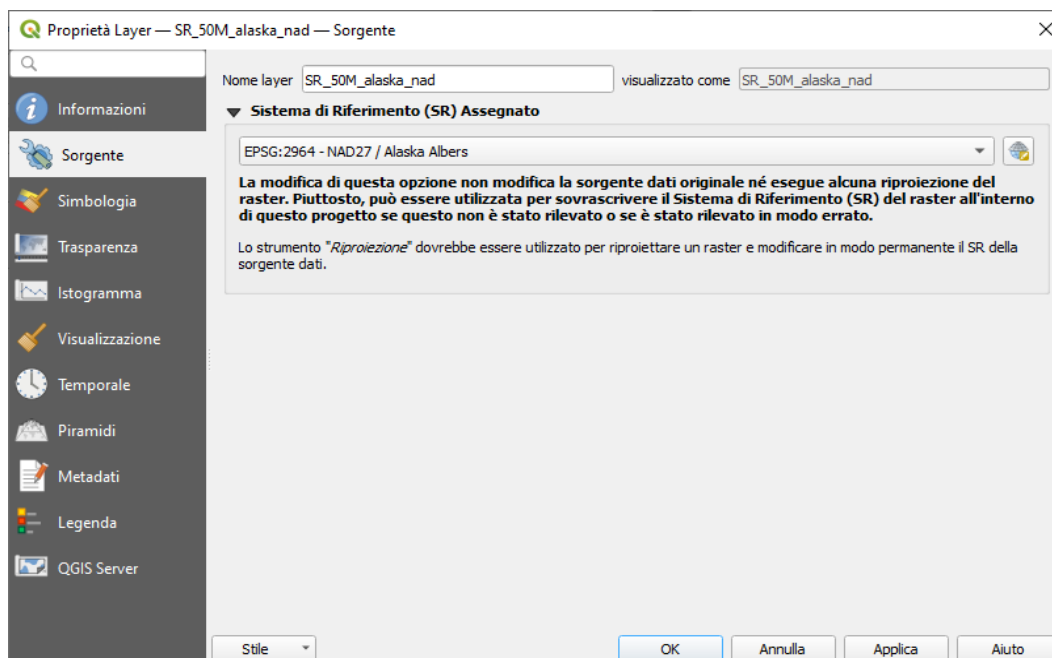 Proprietà Layer — SR_50M_alaska_nad — Sorgente
Informazioni
Sorgente
Simbologia
Trasparenza
Istogramma
Visualizzazione
Temporale
Piramidi
Metadati
Legenda
QGIS Server
Nome layer SR_50M_alaska_nad visualizzato come SR_50M_alaska_nad
Sistema di Riferimento (SR) Assegnato
EPSG:2964 - NAD27 / Alaska Albers
La modifica di questa opzione non modifica la sorgente dati originale né esegue alcuna riproiezione del
raster. Piuttosto, può essere utilizzata per sovrascrivere il Sistema di Riferimento (SR) del raster all'interno
di questo progetto se questo non è stato rilevato o se è stato rilevato in modo errato.
Lo strumento "Riproiezione" dovrebbe essere utilizzato per riproiettare un raster e modificare in modo permanente il SR della
sorgente dati.
Stile OK Annulla Applica Aiuto